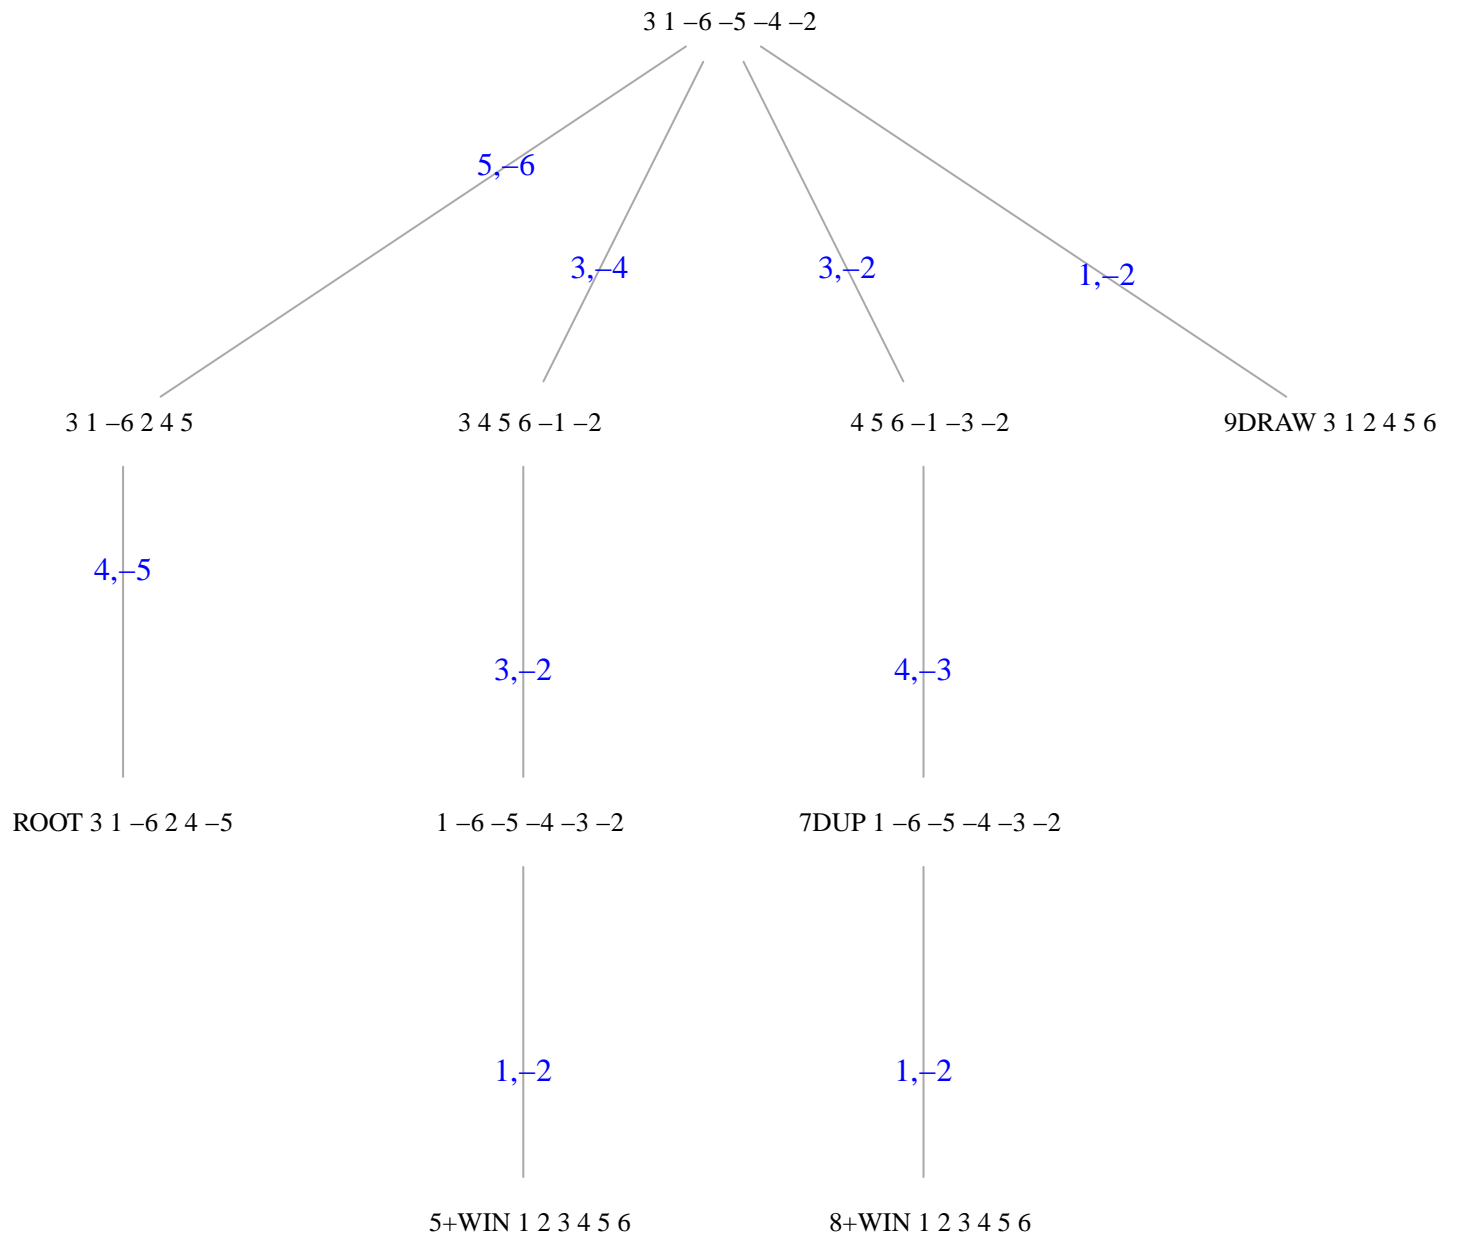 3 1 –6 –5 –4 –2
5,–6
3,–4
3,–2
1,–2
3 1 –6 2 4 5
3 4 5 6 –1 –2
4 5 6 –1 –3 –2
9DRAW 3 1 2 4 5 6
4,–5
3,–2
4,–3
ROOT 3 1 –6 2 4 –5
1 –6 –5 –4 –3 –2
7DUP 1 –6 –5 –4 –3 –2
1,–2
1,–2
5+WIN 1 2 3 4 5 6
8+WIN 1 2 3 4 5 6